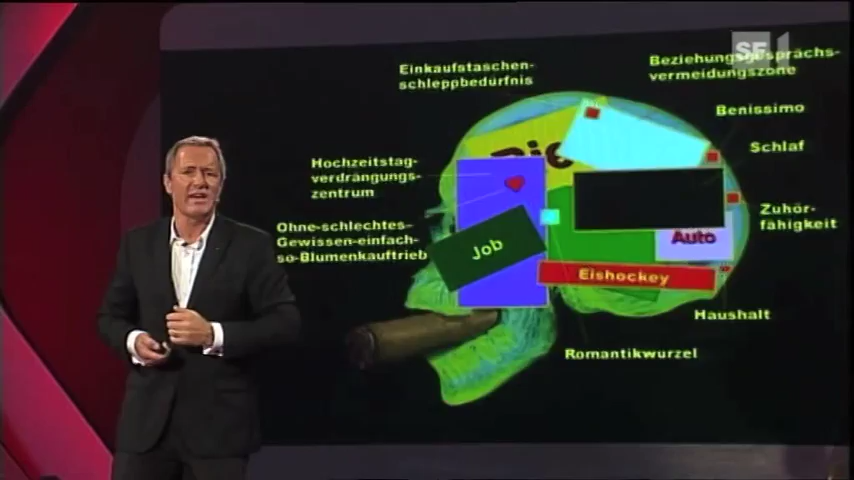 SF1
Einkaufstaschen-
schleppbedürfnis
Beziehungsgesprächs-
vermeidungszone
Benissimo
Schlaf
Die
Hochzeitstag-
verdrängungs-
zentrum
Zuhör-
fähigkeit
Ohne-schlechtes-
Gewissen-einfach-
so-Blumenkauftrieb
Job
Auto
Eishockey
Haushalt
Romantikwurzel